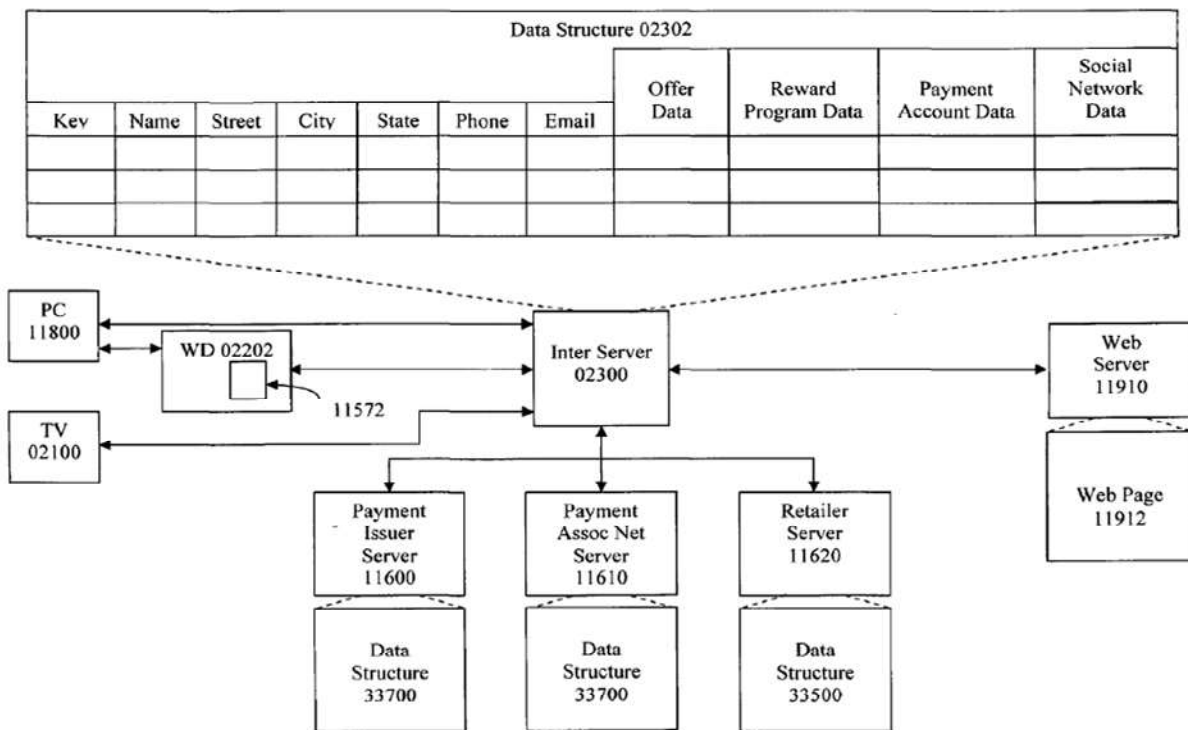 Data Structure 02302
Key Name Street City State Phone Email
Offer
Data
Reward
Program Data
Payment
Account Data
Social
Network
Data
PC
11800
WD 02202
11572
TV
02100
Inter Server
02300
Web
Server
11910
Web Page
11912
Payment
Issuer
Server
11600
Payment
Assoc Net
Server
11610
Retailer
Server
11620
Data
Structure
33700
Data
Structure
33700
Data
Structure
33500